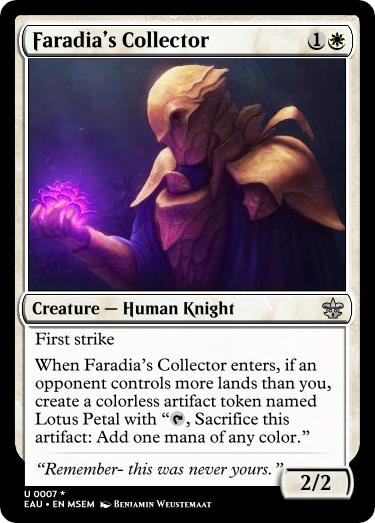 Faradia's Collector 1
Creature — Human Knight
First strike
When Faradia's Collector enters, if an
opponent controls more lands than you,
create a colorless artifact token named
Lotus Petal with “, Sacrifice this
artifact: Add one mana of any color.”
“Remember- this was never yours.”
2/2
U 0007 *
EAU • EN MSEM Benjamin Weustemaat